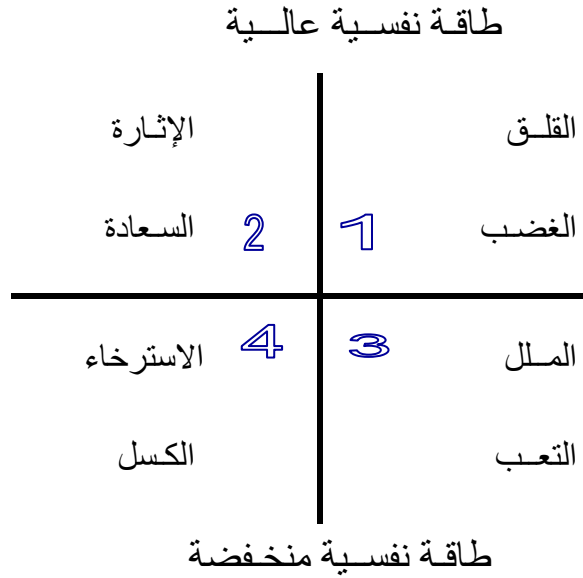 طاقة نفسية عالية
القلق
الإثارة
الغضب
1
2
السعادة
الملل
3
4
الاسترخاء
التعب
الكسل
طاقة نفسية منخفضة